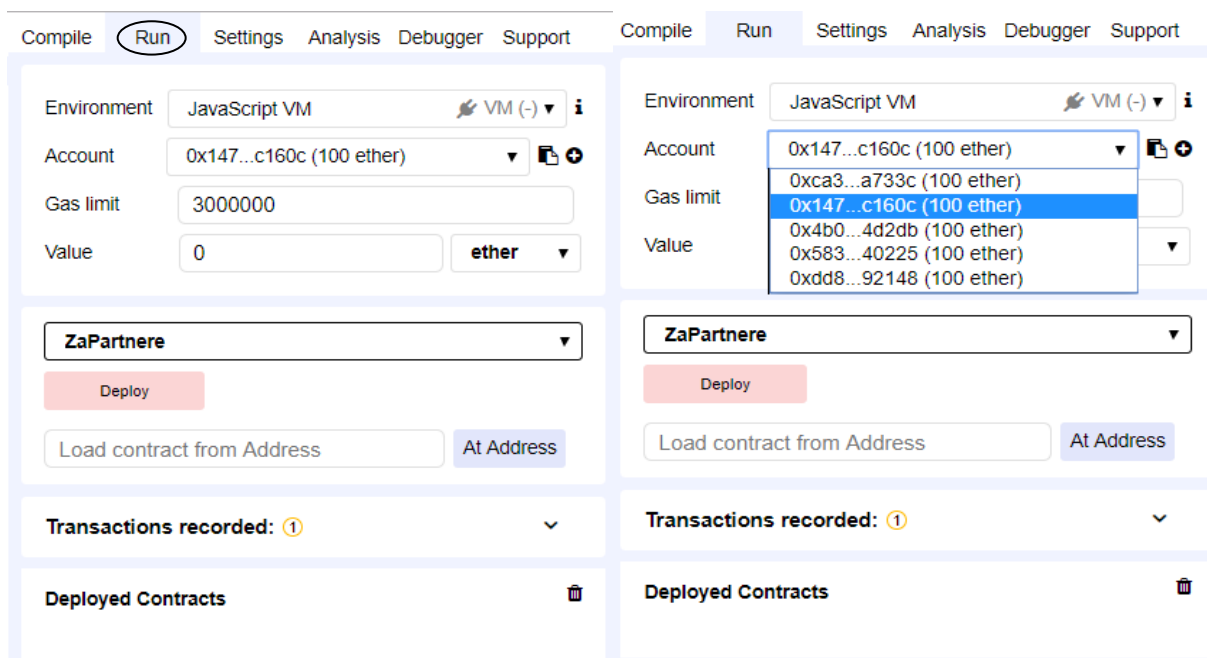 Compile Run Settings Analysis Debugger Support
Environment JavaScript VM VM (-) i
Account 0x147...c160c (100 ether)
Gas limit 3000000
Value 0 ether
ZaPartnere
Deploy
Load contract from Address At Address
Transactions recorded: 1
Deployed Contracts
Compile Run Settings Analysis Debugger Support
Environment JavaScript VM VM (-) i
Account 0x147...c160c (100 ether)
0xca3...a733c (100 ether)
Gas limit 0x147...c160c (100 ether)
0x4b0...4d2db (100 ether)
Value 0x583...40225 (100 ether)
0xdd8...92148 (100 ether)
ZaPartnere
Deploy
Load contract from Address At Address
Transactions recorded: 1
Deployed Contracts